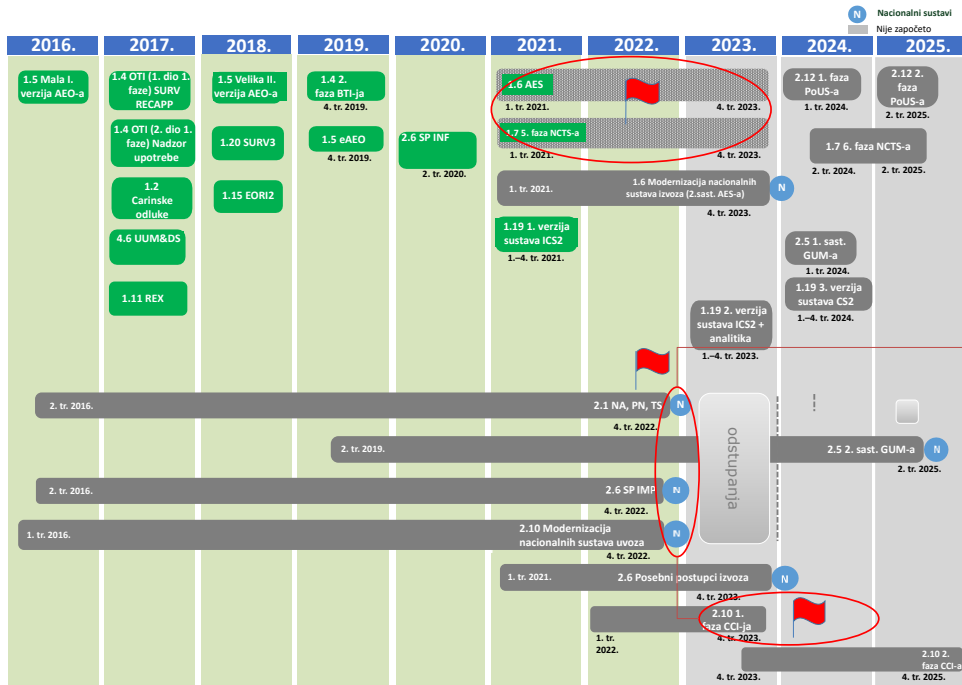 N
Nacionalni sustavi
Nije započeto
2016.
2017.
2018.
2019.
2020.
2021.
2022.
2023.
2024.
2025.
1.5 Mala I.
verzija AEO-a
1.4 OTI (1. dio 1.
faze) SURV
RECAPP
1.5 Velika II.
verzija AEO-a
1.4 2.
faza BTI-ja
4. tr. 2019.
1.6 AES
1. tr. 2021.
4. tr. 2023.
2.12 1. faza
PoUS-a
1. tr. 2024.
2.12 2.
faza
PoUS-a
2. tr. 2025.
1.4 OTI (2. dio 1.
faze) Nadzor
upotrebe
1.20 SURV3
1.5 eAEO
4. tr. 2019.
2.6 SP INF
2. tr. 2020.
1.7 5. faza NCTS-a
1. tr. 2021.
4. tr. 2023.
1.7 6. faza NCTS-a
2. tr. 2024.
2. tr. 2025.
1.2
Carinske
odluke
1.15 EORI2
1. tr. 2021.
1.6 Modernizacija nacionalnih
sustava izvoza (2.sast. AES-a)
4. tr. 2023.
N
4.6 UUM&DS
1.19 1. verzija
sustava ICS2
1.–4. tr. 2021.
2.5 1. sast.
GUM-a
1. tr. 2024.
1.11 REX
1.19 3. verzija
sustava CS2
1.–4. tr. 2024.
1.19 2. verzija
sustava ICS2 +
analitika
1.–4. tr. 2023.
2. tr. 2016.
2.1 NA, PN, TS
N
4. tr. 2022.
odstupanja
2. tr. 2019.
2.5 2. sast. GUM-a
N
2. tr. 2025.
2. tr. 2016.
2.6 SP IMP
N
4. tr. 2022.
1. tr. 2016.
2.10 Modernizacija
nacionalnih sustava uvoza
N
4. tr. 2022.
1. tr. 2021.
2.6 Posebni postupci izvoza
N
4. tr. 2023.
2.10 1.
faza CCI-ja
1. tr.
2022.
4. tr. 2023.
2.10 2.
faza CCI-a
4. tr. 2023.
4. tr. 2025.